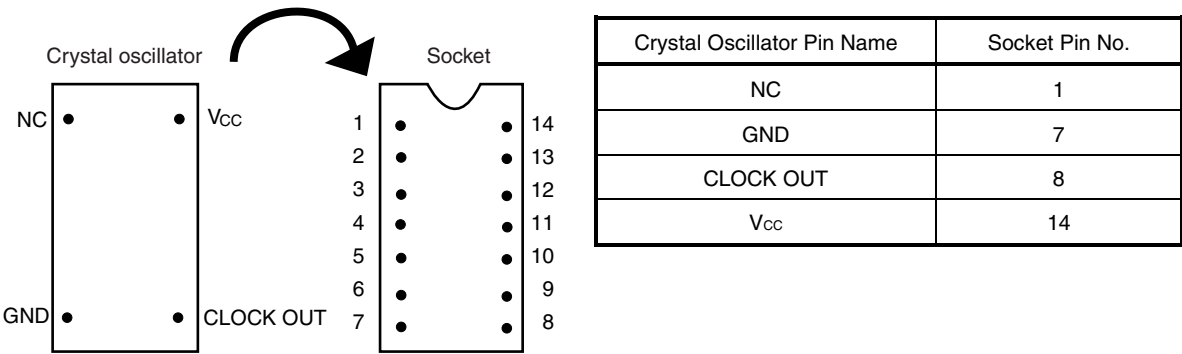 Crystal oscillator
NC
VCC
GND
CLOCK OUT
Socket
1 14
2 13
3 12
4 11
5 10
6 9
7 8
Crystal Oscillator Pin Name Socket Pin No.
NC 1
GND 7
CLOCK OUT 8
VCC 14